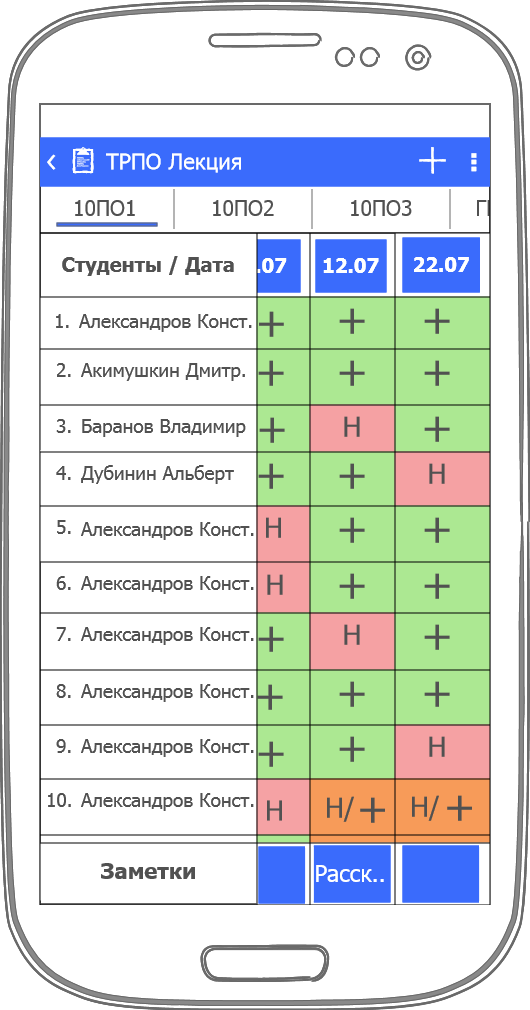 ТРПО Лекция
10ПО1 10ПО2 10ПО3
Студенты / Дата .07 12.07 22.07
1. Александров Конст. + + +
2. Акимушкин Дмитр. + + +
3. Баранов Владимир + Н +
4. Дубинин Альберт + + Н
5. Александров Конст. Н + +
6. Александров Конст. Н + +
7. Александров Конст. + Н +
8. Александров Конст. + + +
9. Александров Конст. + + Н
10. Александров Конст. Н Н/+ Н/+
Заметки Расск..